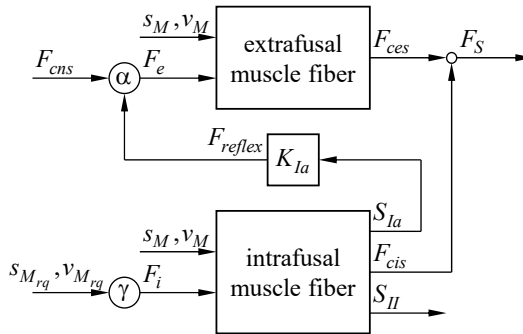 s_M , v_M
F_cns
α
F_e
extrafusal
muscle fiber
F_ces
F_S
F_reflex
K_Ia
S_Ia
s_M , v_M
F_cis
s_Mrq , v_Mrq
γ
F_i
intrafusal
muscle fiber
S_II